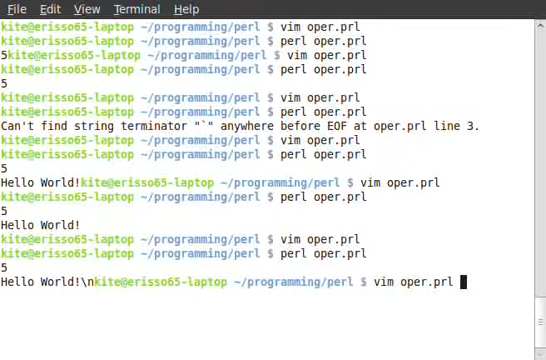 File Edit View Terminal Help
kite@erisso65-laptop ~/programming/perl $ vim oper.prl
kite@erisso65-laptop ~/programming/perl $ perl oper.prl
5kite@erisso65-laptop ~/programming/perl $ vim oper.prl
kite@erisso65-laptop ~/programming/perl $ perl oper.prl
5
kite@erisso65-laptop ~/programming/perl $ vim oper.prl
kite@erisso65-laptop ~/programming/perl $ perl oper.prl
Can't find string terminator "`" anywhere before EOF at oper.prl line 3.
kite@erisso65-laptop ~/programming/perl $ vim oper.prl
kite@erisso65-laptop ~/programming/perl $ perl oper.prl
5
Hello World!kite@erisso65-laptop ~/programming/perl $ vim oper.prl
kite@erisso65-laptop ~/programming/perl $ perl oper.prl
5
Hello World!
kite@erisso65-laptop ~/programming/perl $ vim oper.prl
kite@erisso65-laptop ~/programming/perl $ perl oper.prl
5
Hello World!\nkite@erisso65-laptop ~/programming/perl $ vim oper.prl